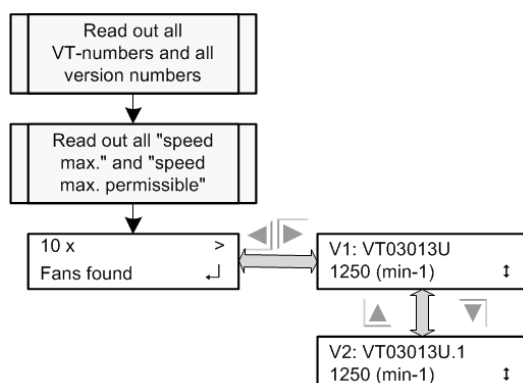 Read out all
VT-numbers and all
version numbers
Read out all "speed
max." and "speed
max. permissible"
10 x >
Fans found ↵
V1: VT03013U
1250 (min-1) ↕
V2: VT03013U.1
1250 (min-1) ↕